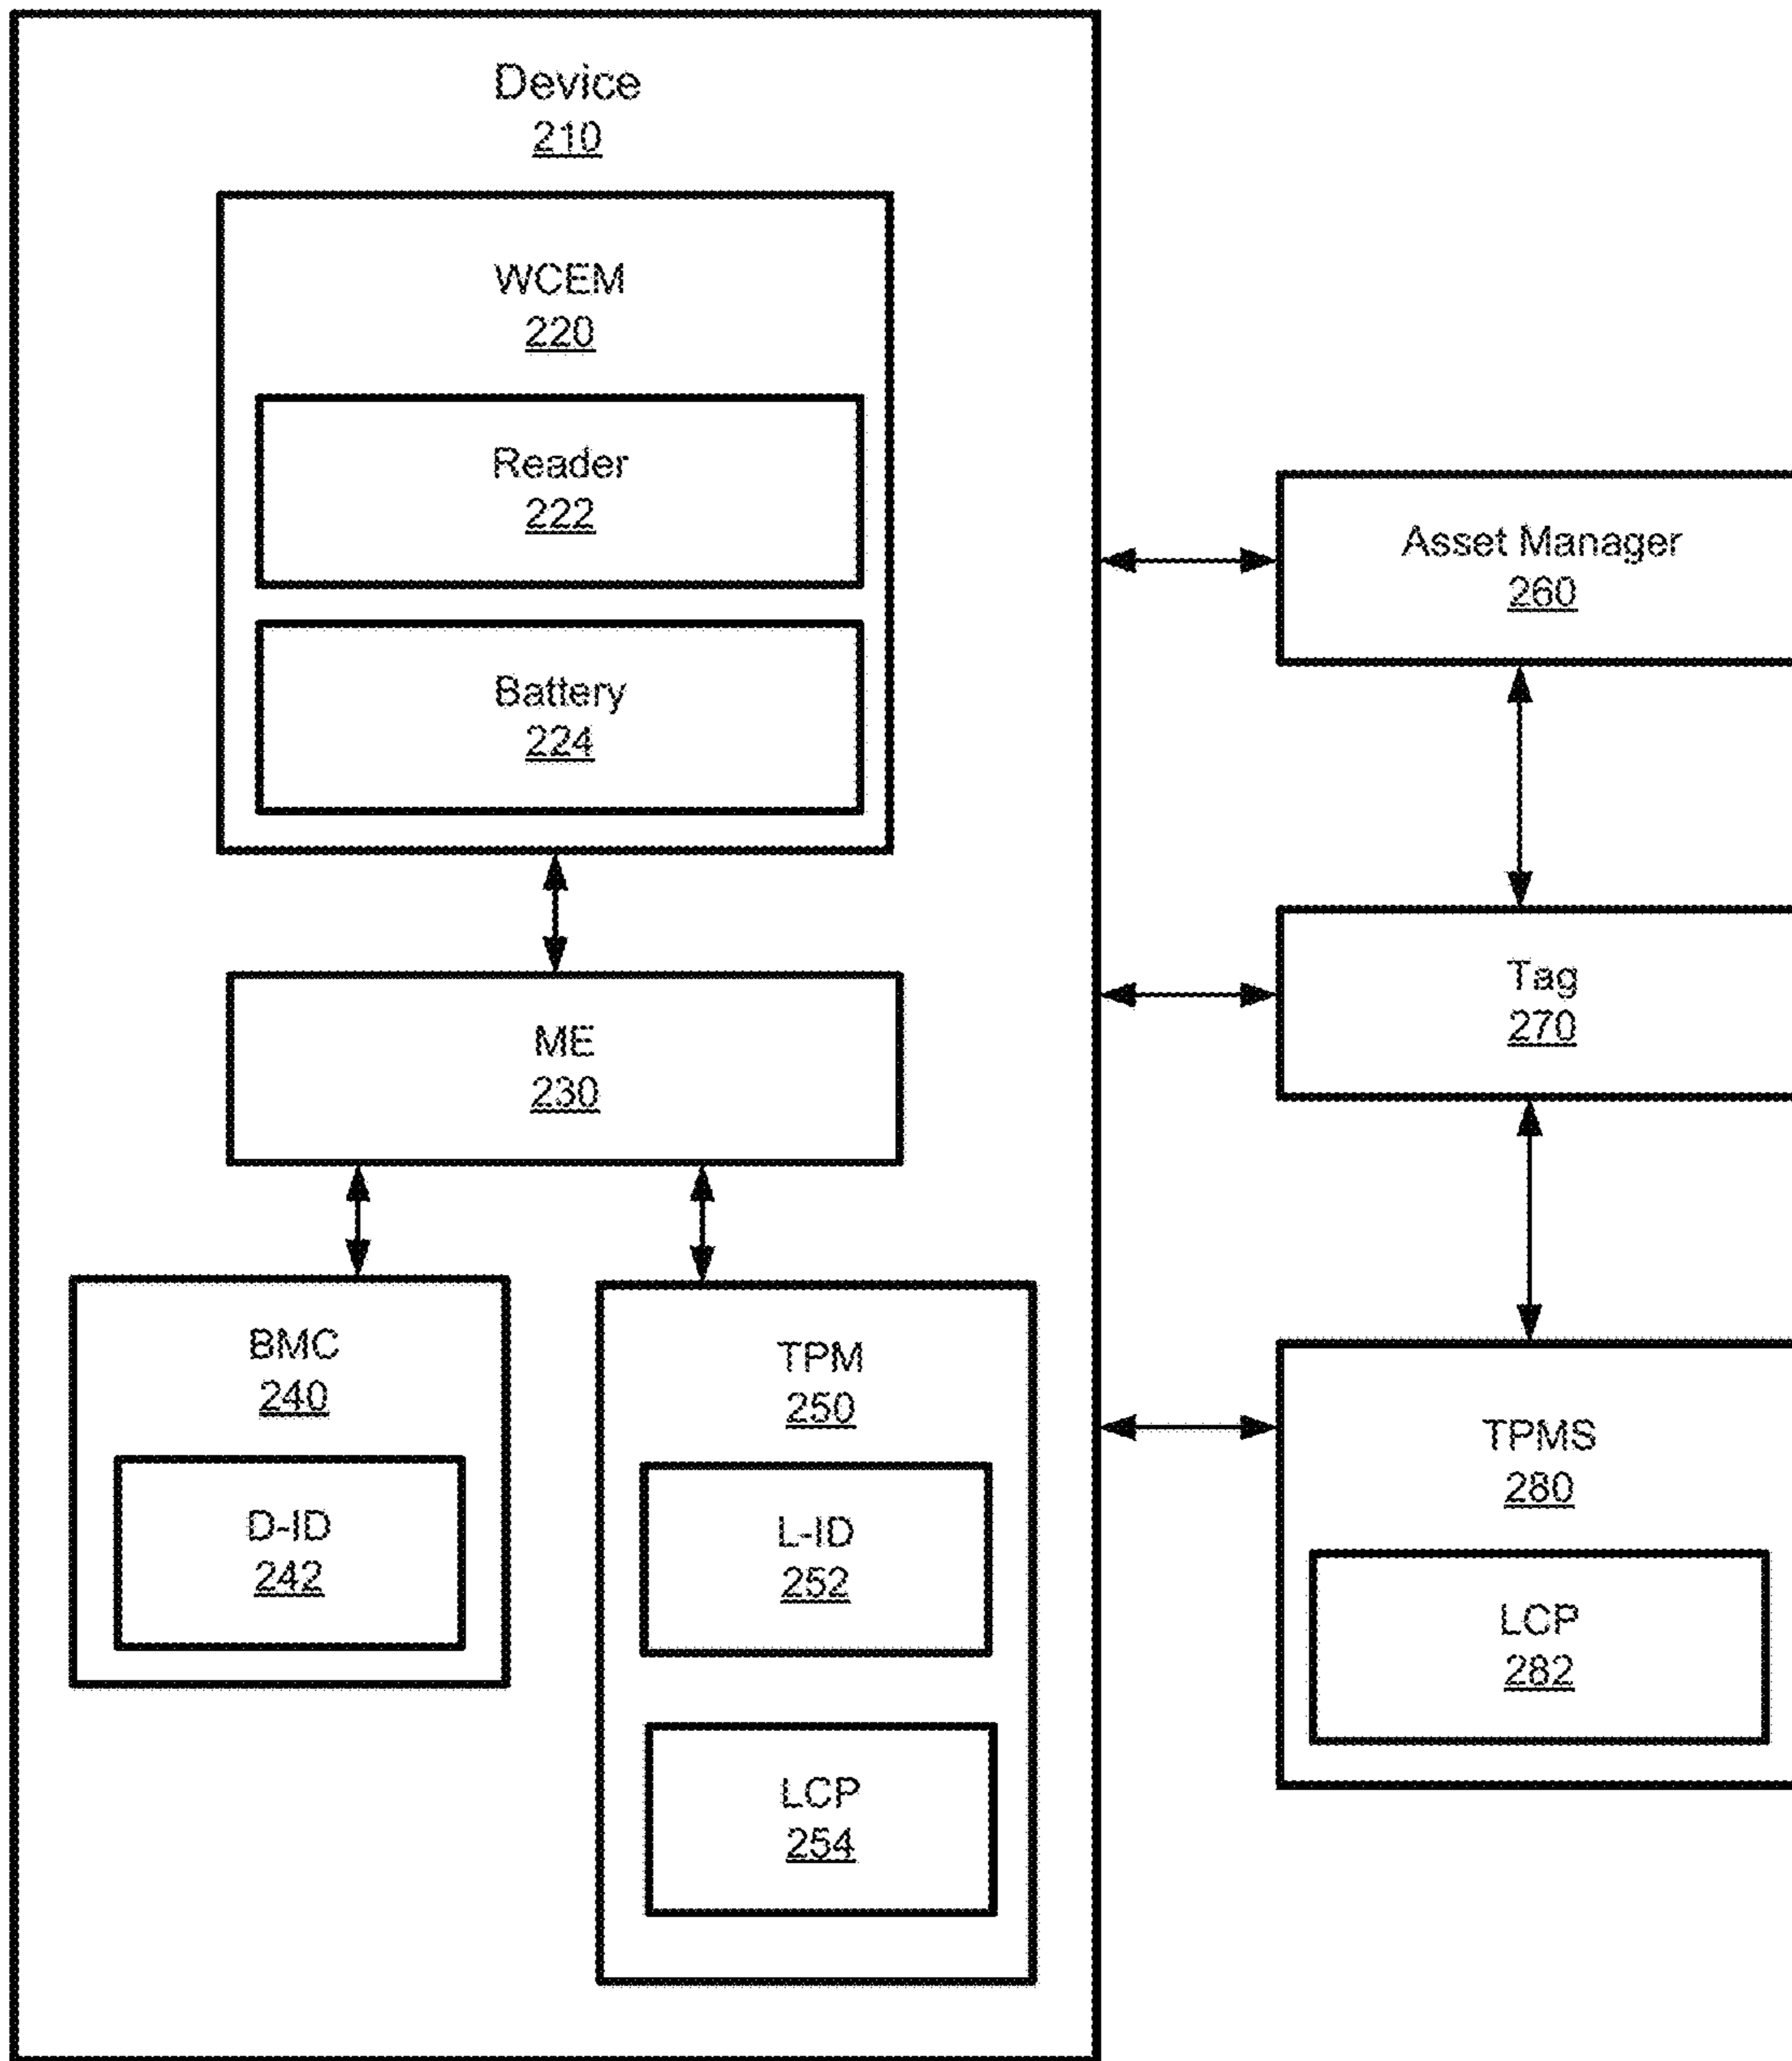 Device
210
WCEM
220
Reader
222
Battery
224
ME
230
BMC
240
D-ID
242
TPM
250
L-ID
252
LCP
254
Asset Manager
260
Tag
270
TPMS
280
LCP
282